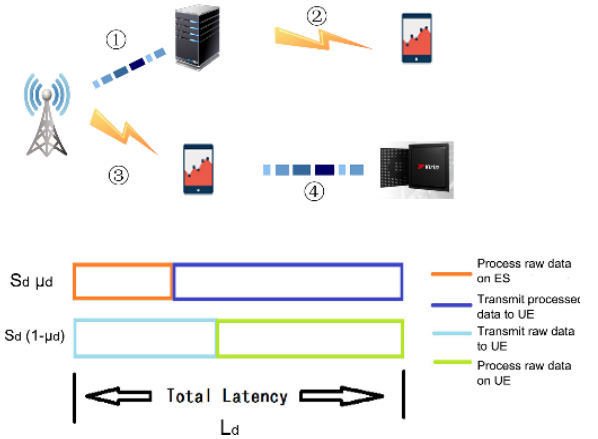 ①
②
③
④
Kirin
Sd μd
Sd (1-μd)
Process raw data
on ES
Transmit processed
data to UE
Transmit raw data
to UE
Process raw data
on UE
Total Latency
Ld